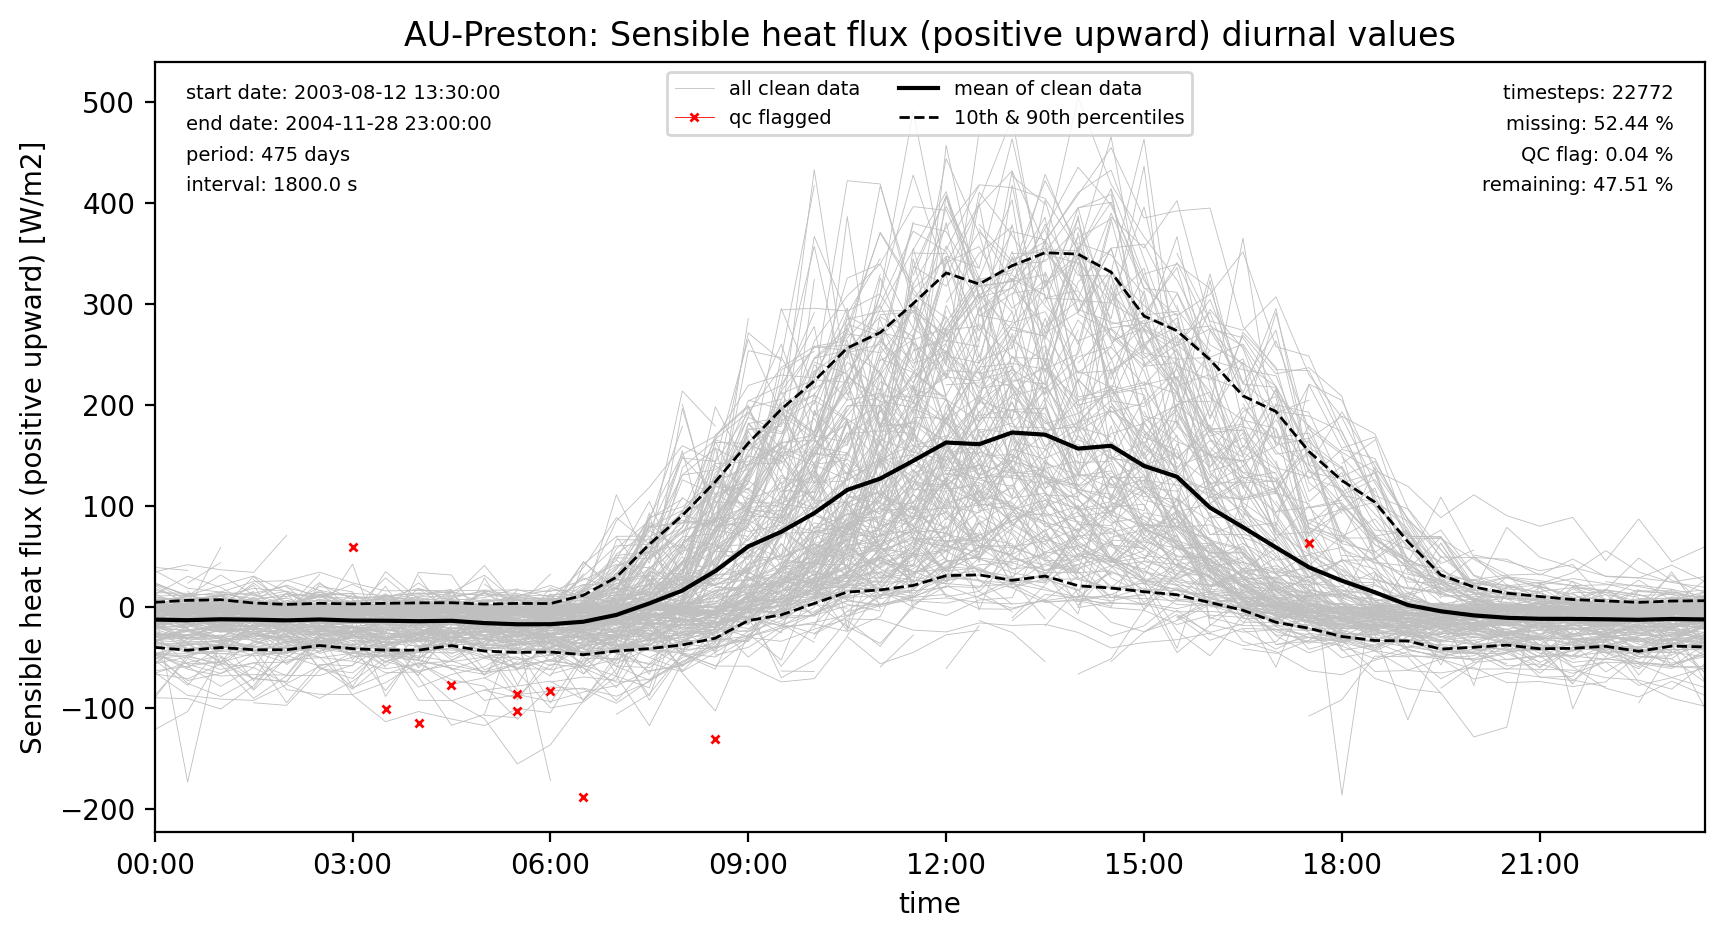 AU-Preston: Sensible heat flux (positive upward) diurnal values
start date: 2003-08-12 13:30:00
end date: 2004-11-28 23:00:00
period: 475 days
interval: 1800.0 s
all clean data
qc flagged
mean of clean data
10th & 90th percentiles
timesteps: 22772
missing: 52.44 %
QC flag: 0.04 %
remaining: 47.51 %
Sensible heat flux (positive upward) [W/m2]
500
400
300
200
100
0
−100
−200
00:00 03:00 06:00 09:00 12:00 15:00 18:00 21:00
time